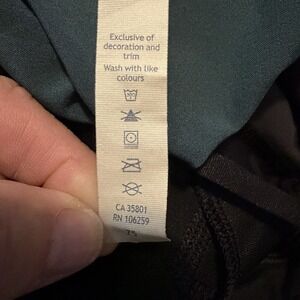 Exclusive of
decoration and
trim
Wash with like
colours
CA 35801
RN 106259